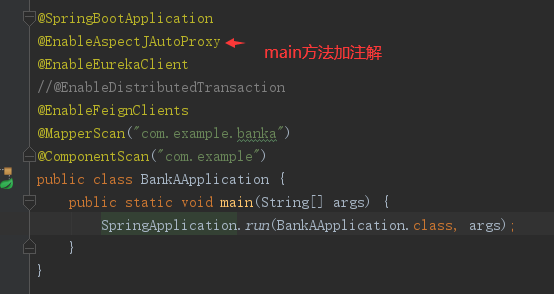 @SpringBootApplication
@EnableAspectJAutoProxy main方法加注解
@EnableEurekaClient
//@EnableDistributedTransaction
@EnableFeignClients
@MapperScan("com.example.banka")
@ComponentScan("com.example")
public class BankAApplication {
public static void main(String[] args) {
SpringApplication.run(BankAApplication.class, args);
}
}